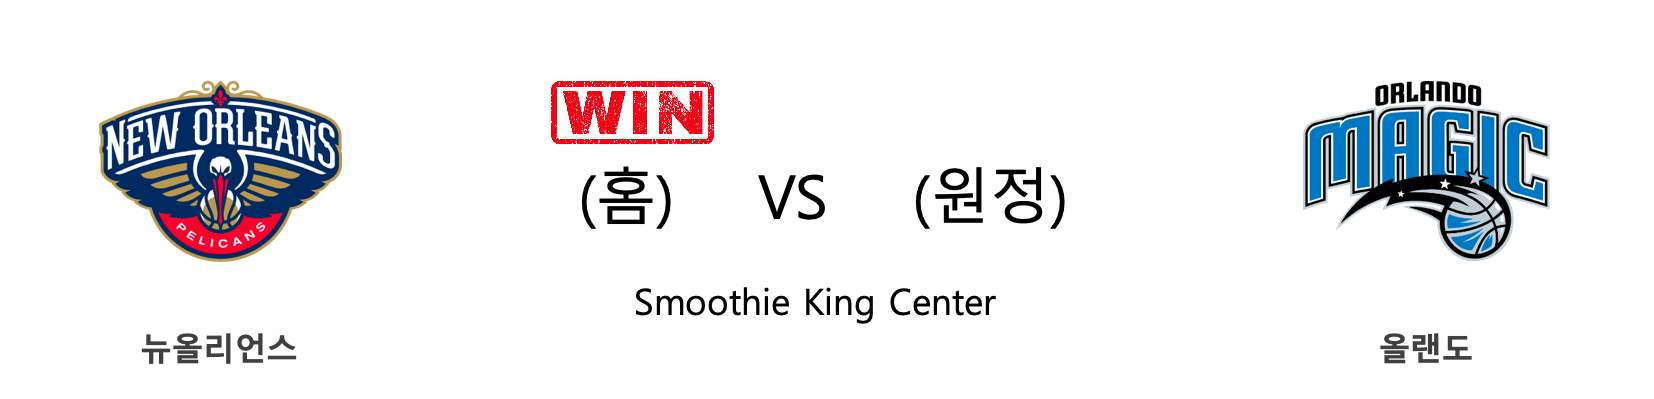 NEW ORLEANS
PELICANS
뉴올리언스
WIN
(홈) VS (원정)
Smoothie King Center
ORLANDO
MAGIC
올랜도